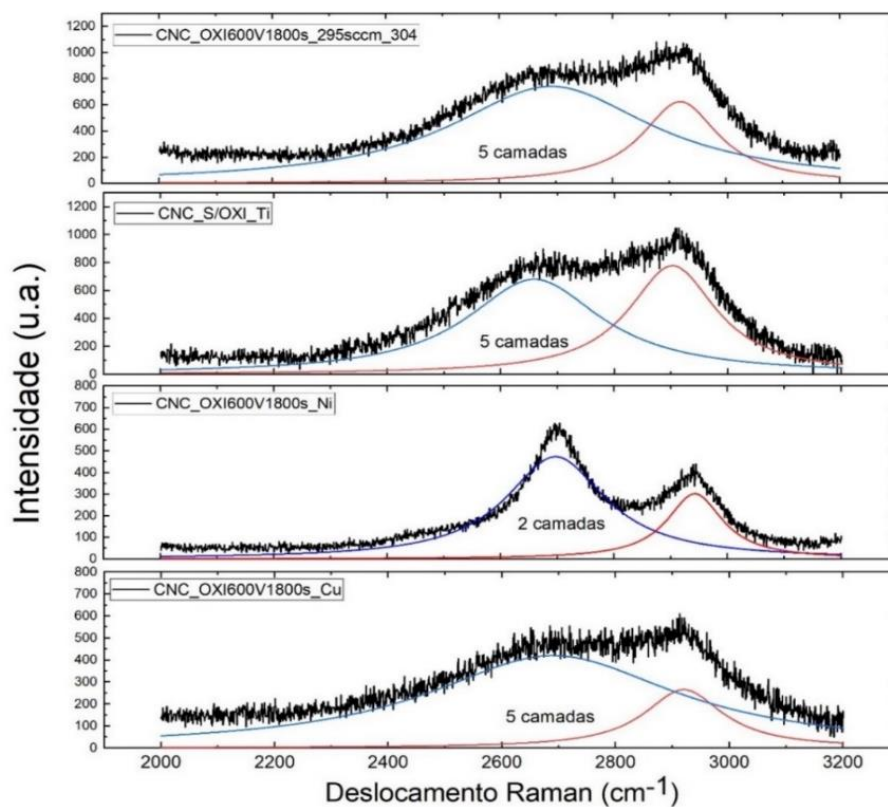 Intensidade (u.a.)
1200
1000
800
600
400
200
0
CNC_OXI600V1800s_295sccm_304
5 camadas
1200
1000
800
600
400
200
0
CNC_S/OXI_Ti
5 camadas
800
700
600
500
400
300
200
100
0
CNC_OXI600V1800s_Ni
2 camadas
800
700
600
500
400
300
200
100
0
CNC_OXI600V1800s_Cu
5 camadas
2000 2200 2400 2600 2800 3000 3200
Deslocamento Raman (cm-1)